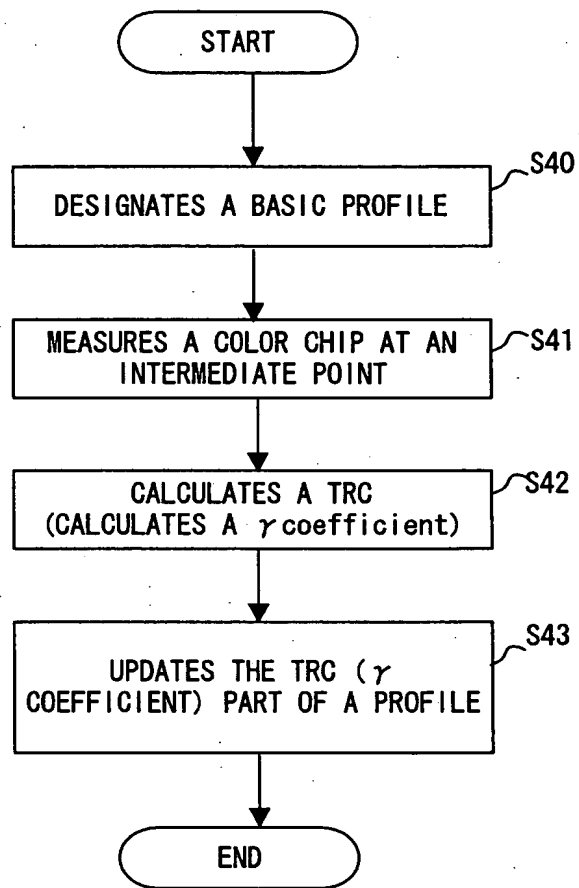 START
S40
DESIGNATES A BASIC PROFILE
S41
MEASURES A COLOR CHIP AT AN
INTERMEDIATE POINT
S42
CALCULATES A TRC
(CALCULATES A γ coefficient)
S43
UPDATES THE TRC (γ
COEFFICIENT) PART OF A PROFILE
END